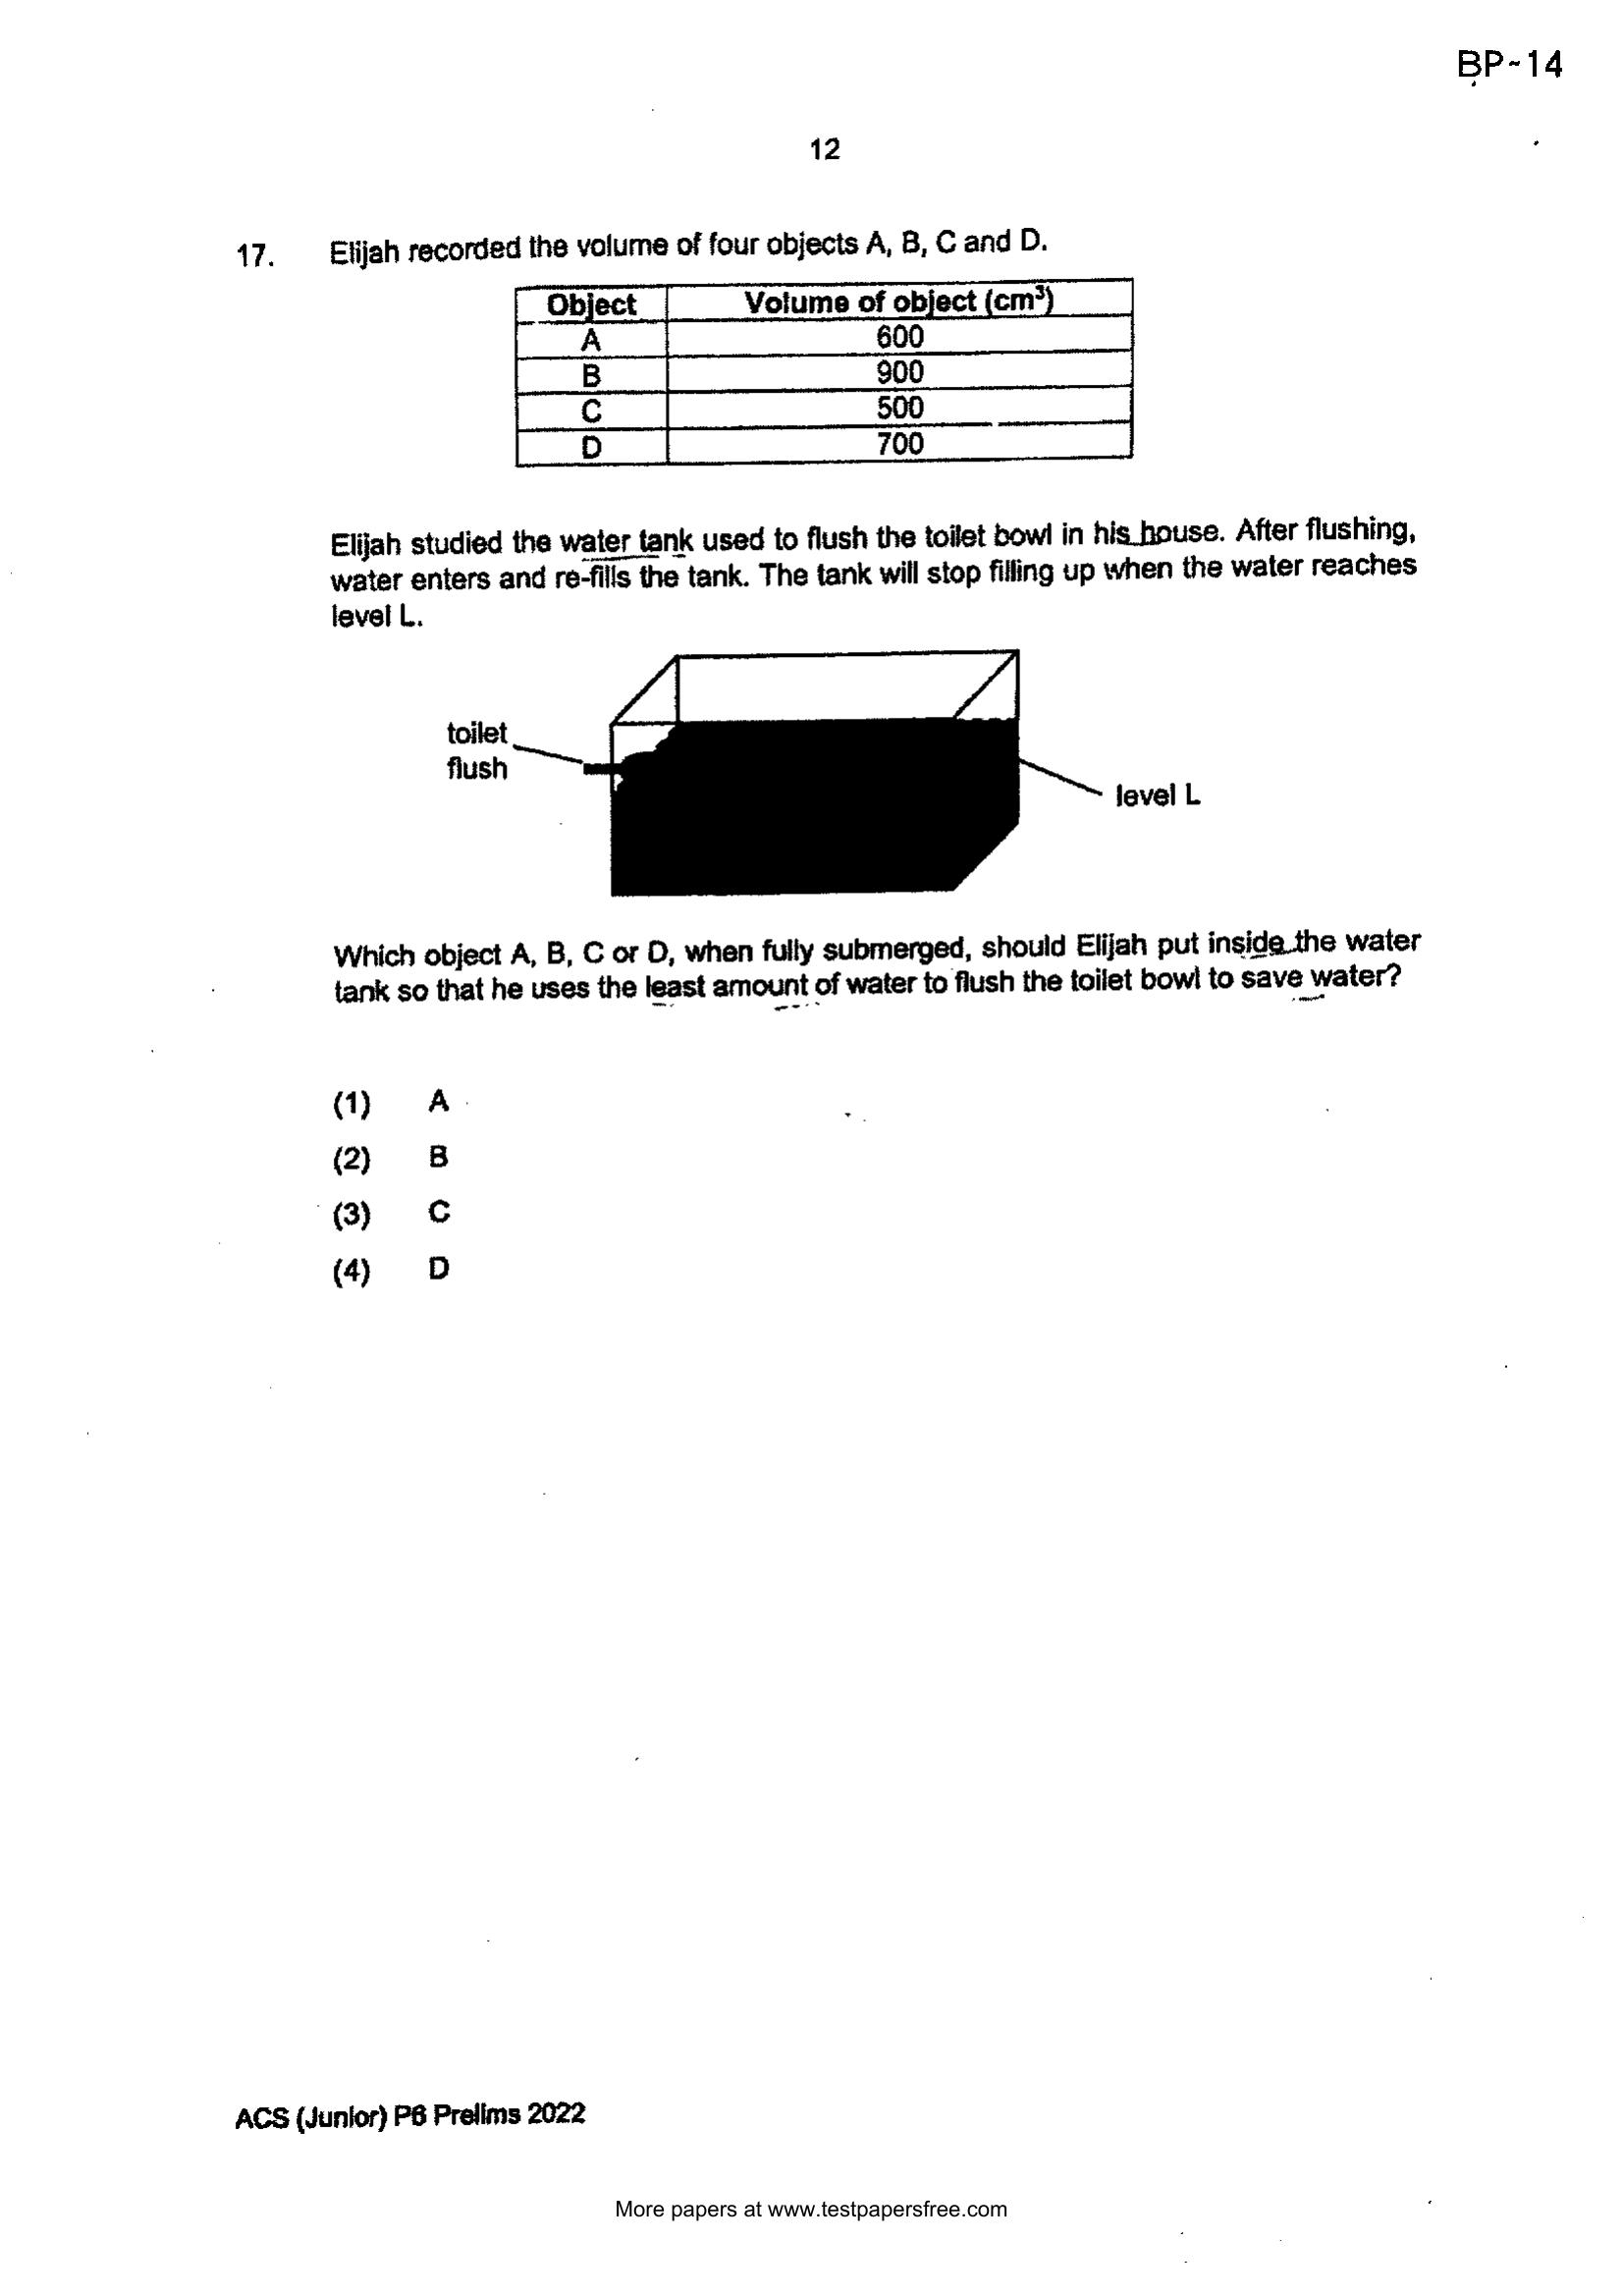 BP-14
12
17. Elijah recorded the volume of four objects A, B, C and D.
Object Volume of object (cm³)
A 600
B 900
C 500
D 700
Elijah studied the water tank used to flush the toilet bowl in his house. After flushing,
water enters and re-fills the tank. The tank will stop filling up when the water reaches
level L.
toilet
flush
level L
Which object A, B, C or D, when fully submerged, should Elijah put inside the water
tank so that he uses the least amount of water to flush the toilet bowl to save water?
(1) A
(2) B
(3) C
(4) D
ACS (Junior) P6 Prelims 2022
More papers at www.testpapersfree.com